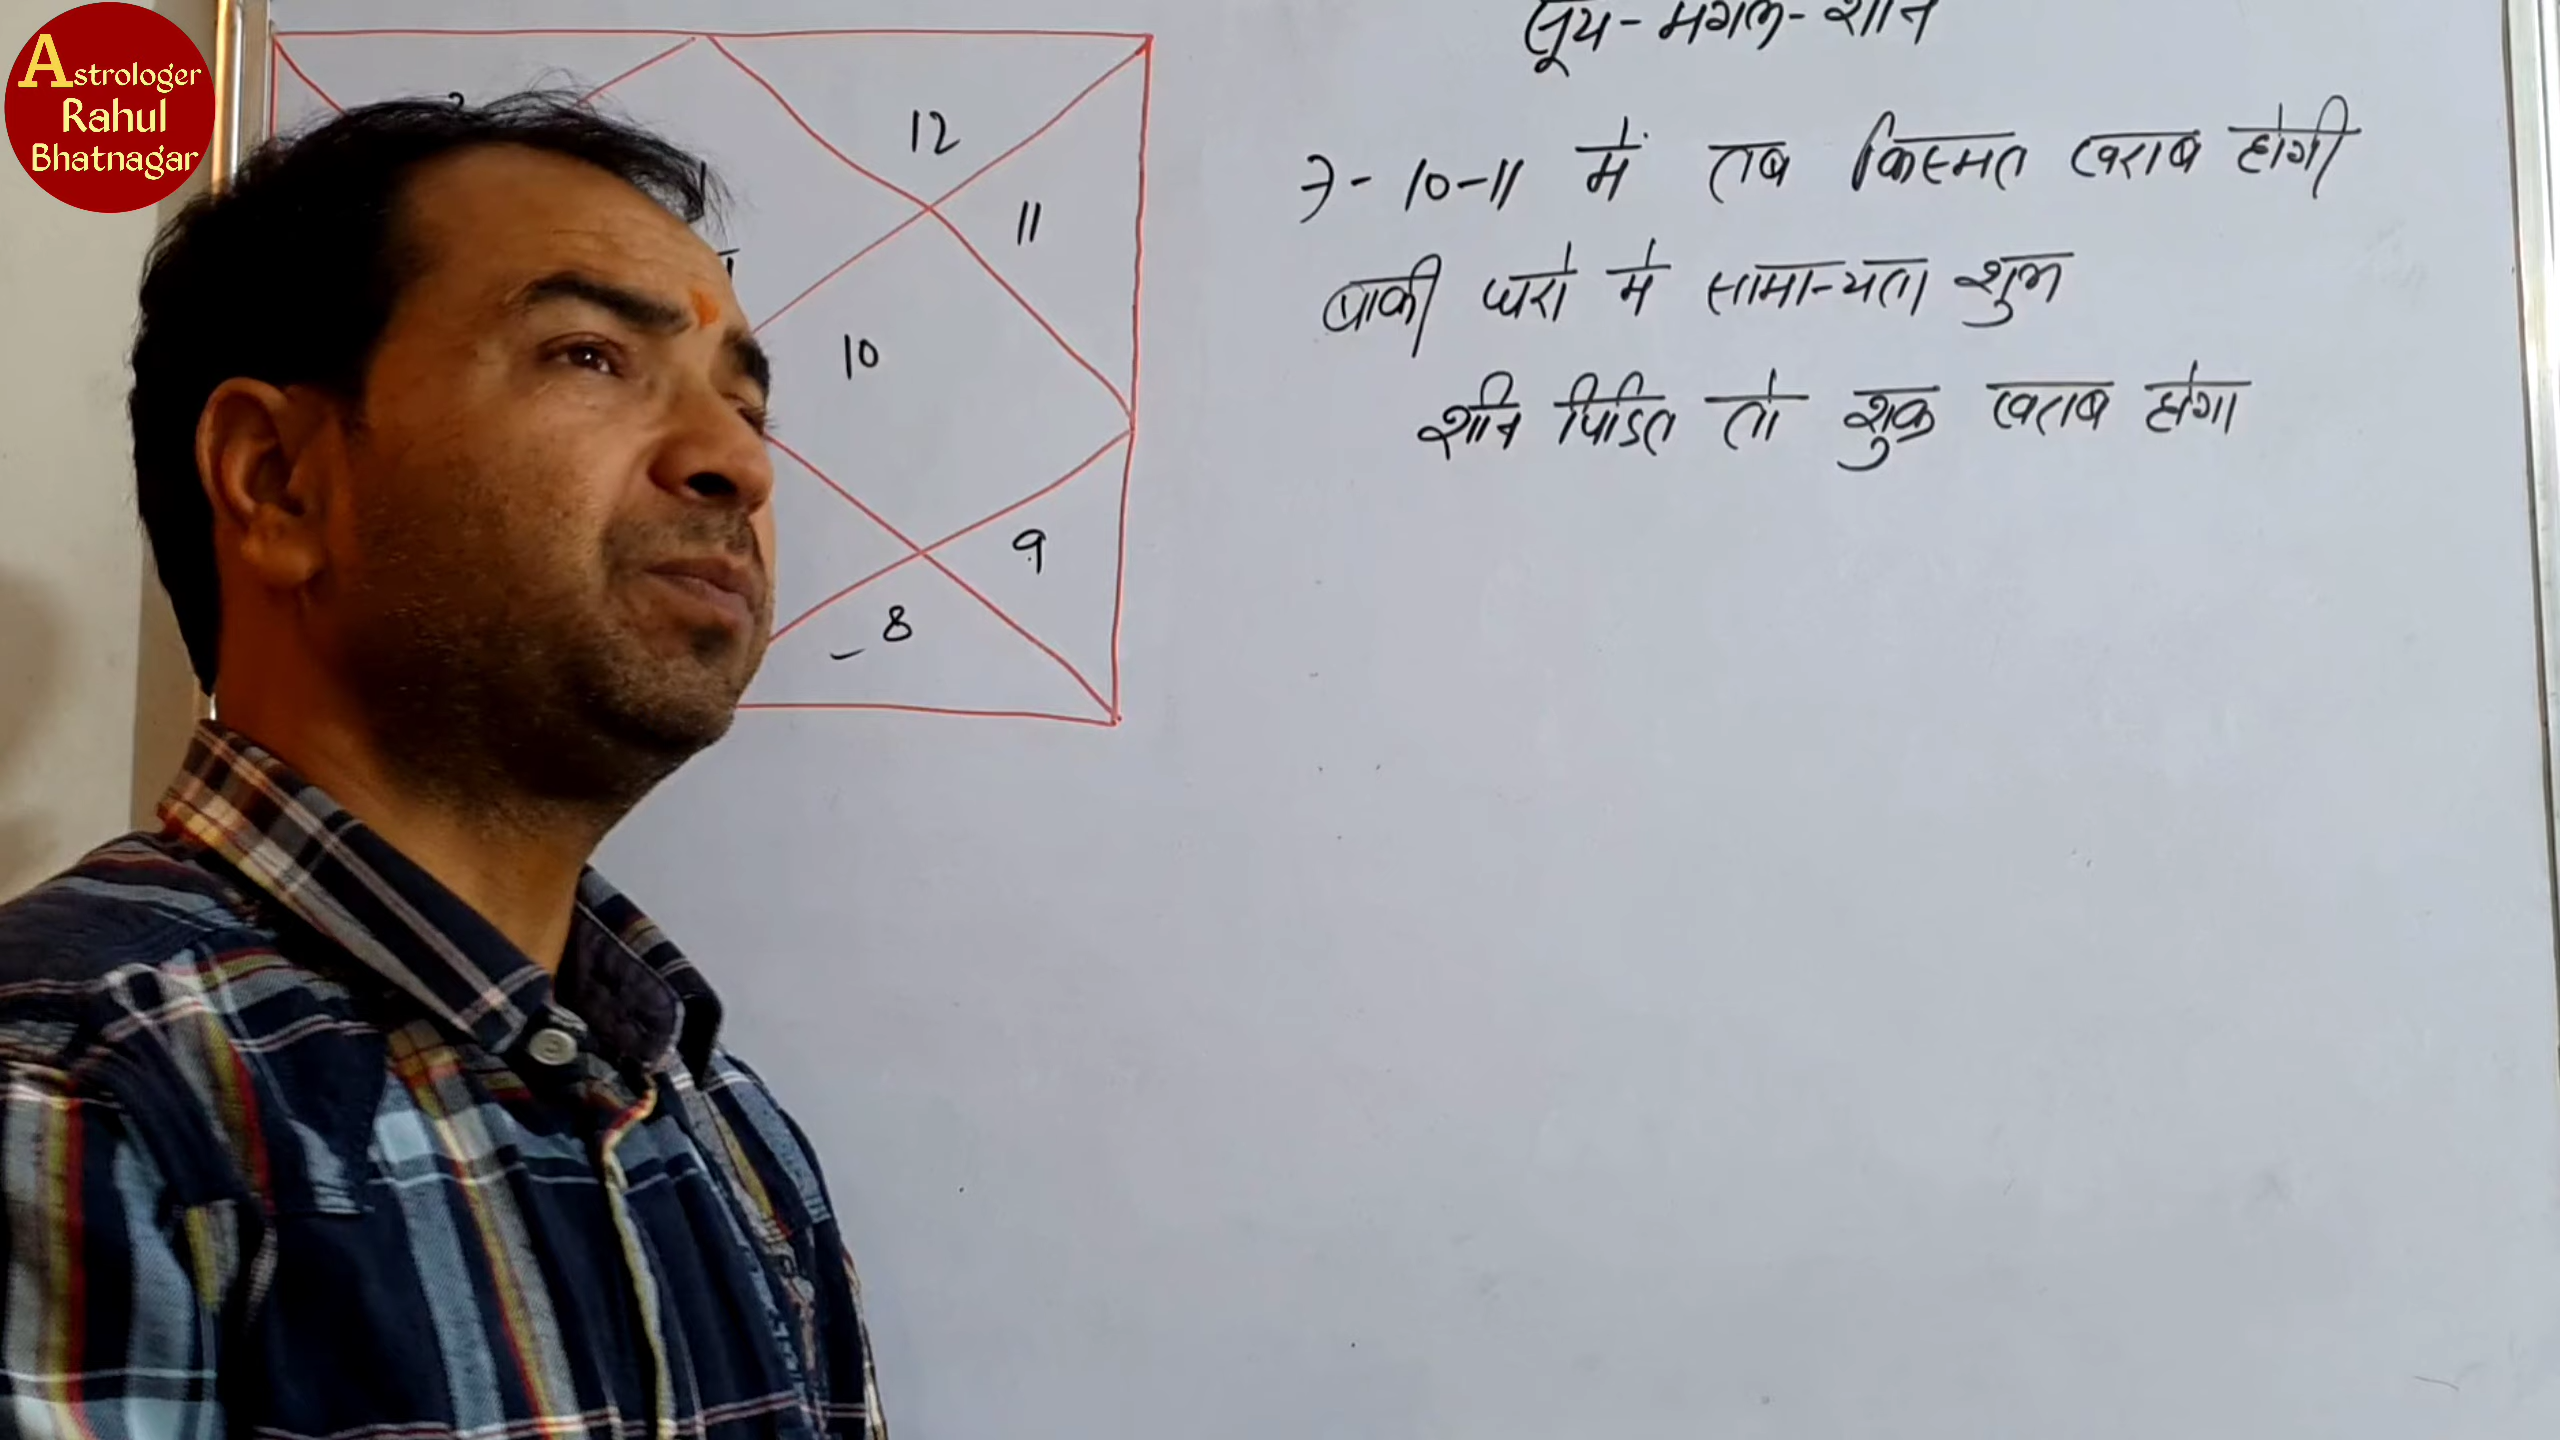 Astrologer
Rahul
Bhatnagar
सूर्य - मंगल - शनि
7 - 10 - 11 में तब किस्मत खराब होगी
बाकी घरो मे सामान्यता शुभ
शनि पिडित तो शुक्र खराब होगा
12
11
10
9
8